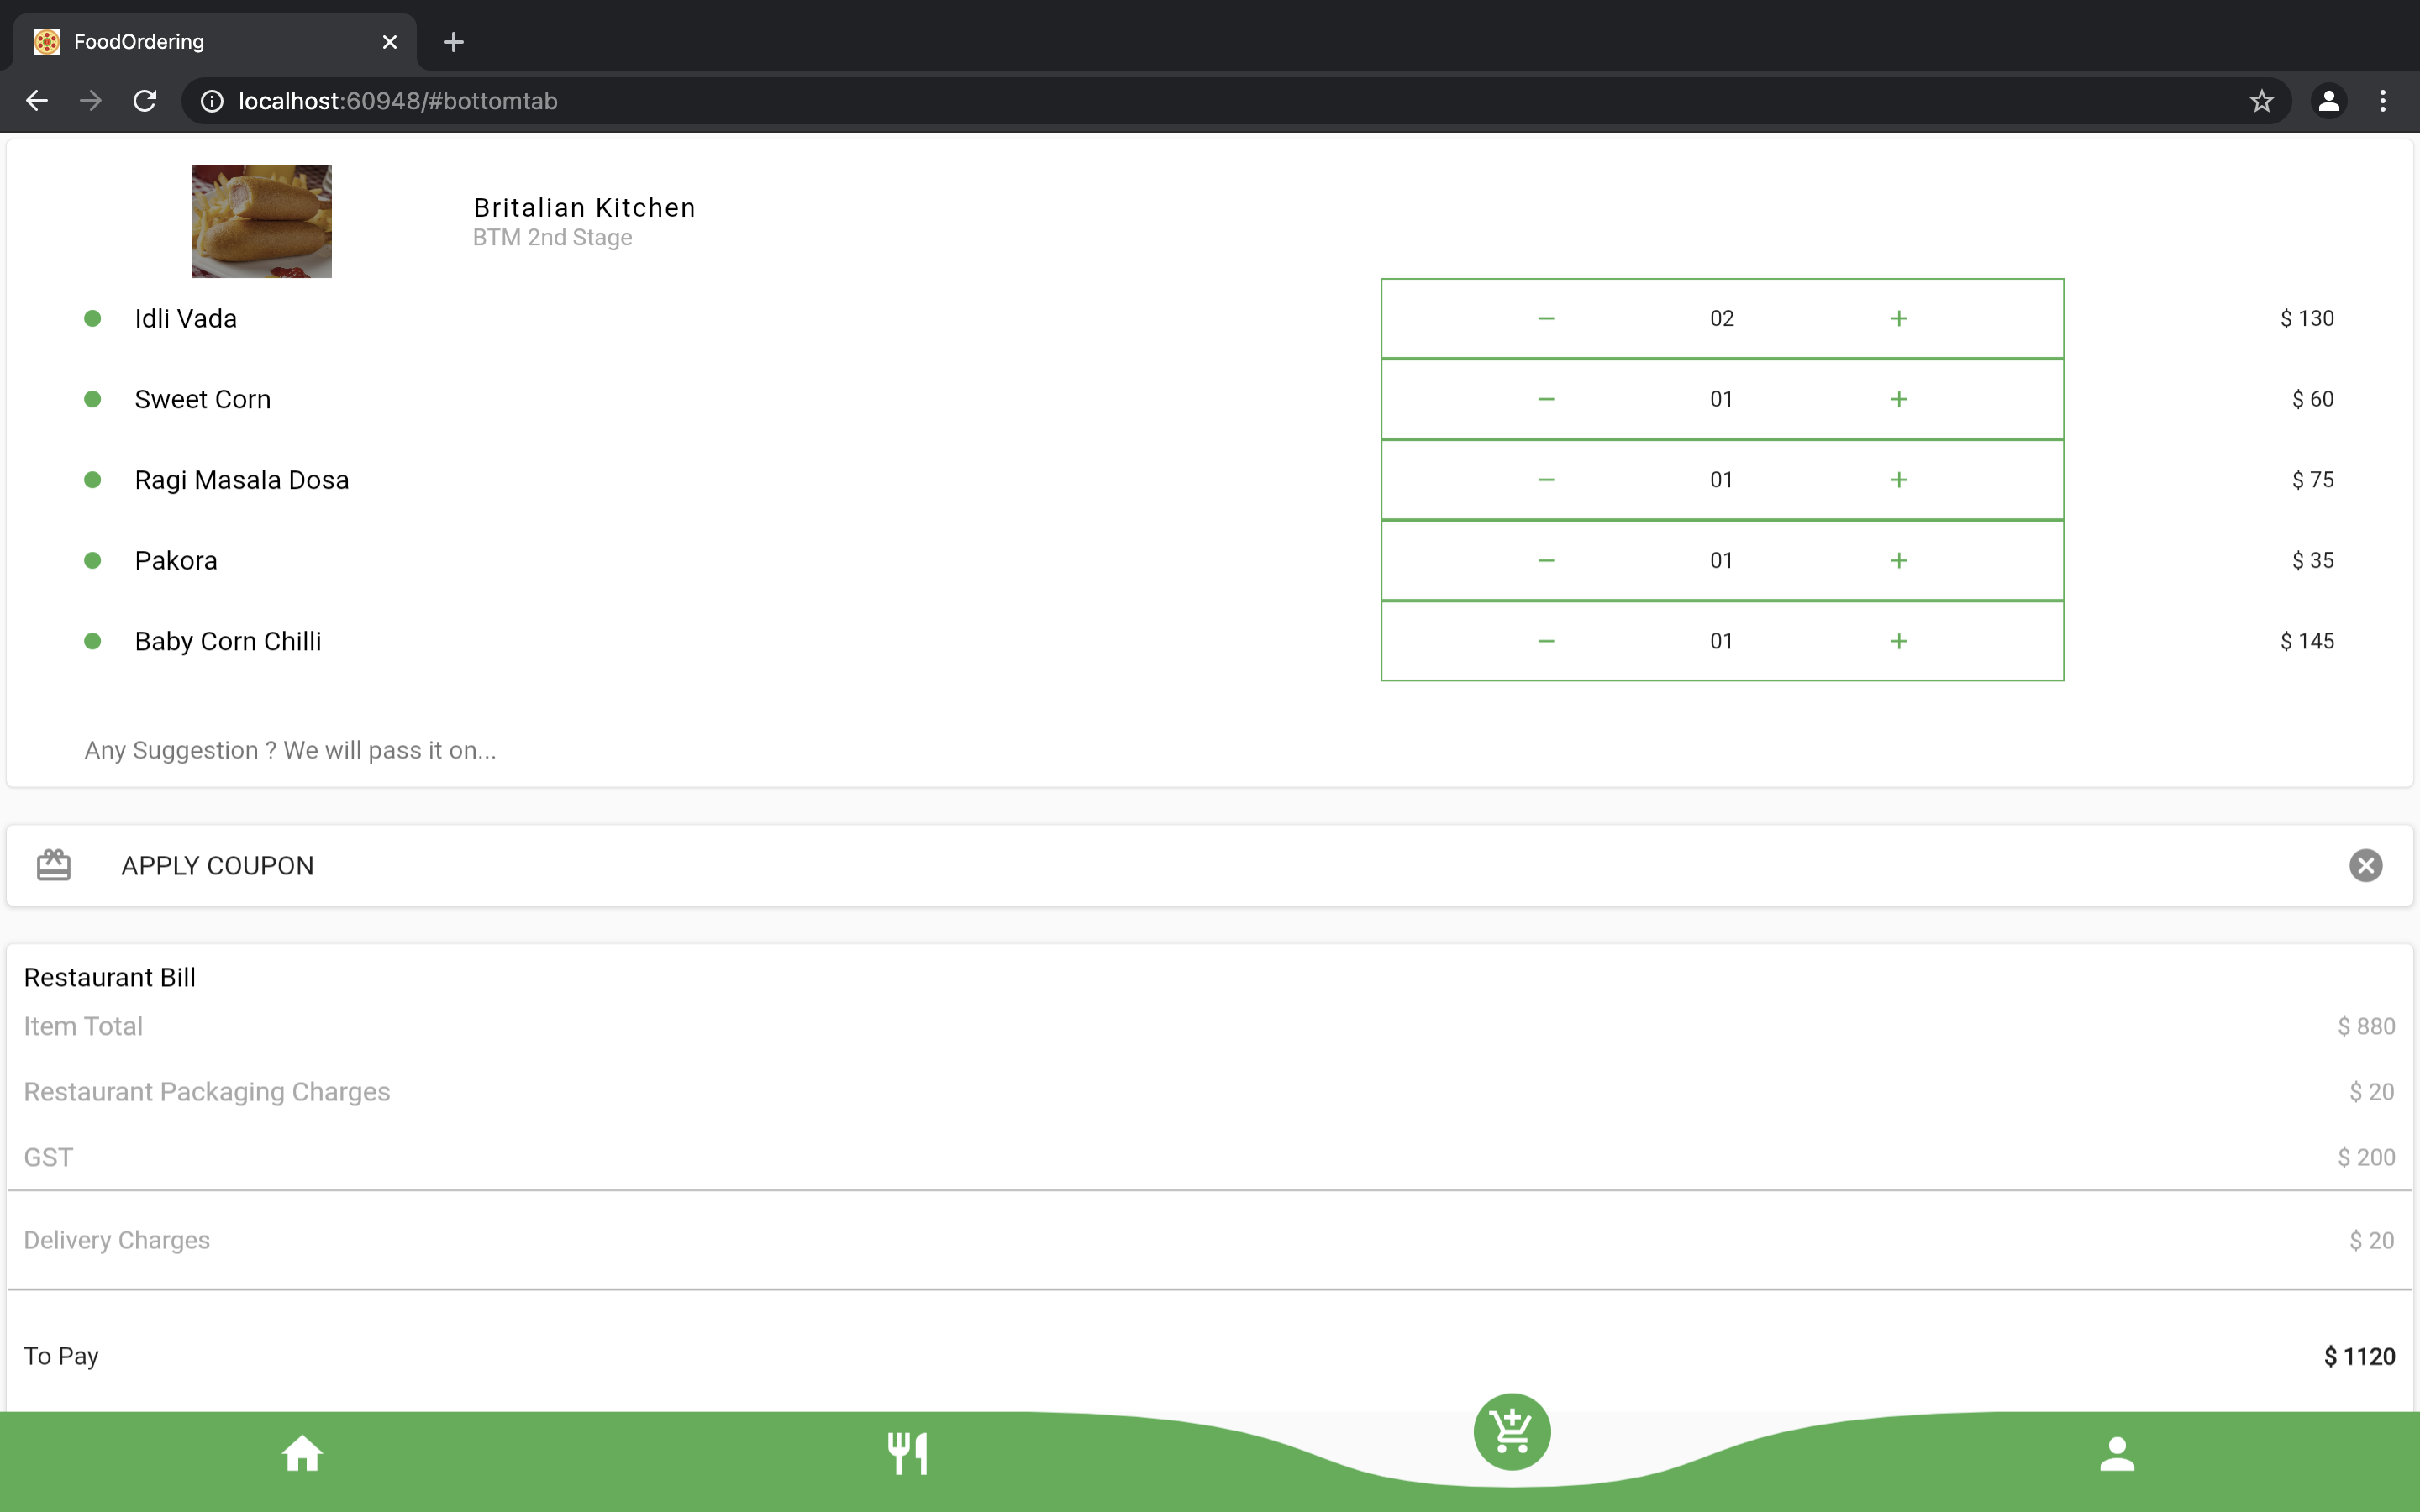 FoodOrdering
localhost:60948/#bottomtab
Britalian Kitchen
BTM 2nd Stage
Idli Vada 02 $ 130
Sweet Corn 01 $ 60
Ragi Masala Dosa 01 $ 75
Pakora 01 $ 35
Baby Corn Chilli 01 $ 145
Any Suggestion ? We will pass it on...
APPLY COUPON
Restaurant Bill
Item Total $ 880
Restaurant Packaging Charges $ 20
GST $ 200
Delivery Charges $ 20
To Pay $ 1120